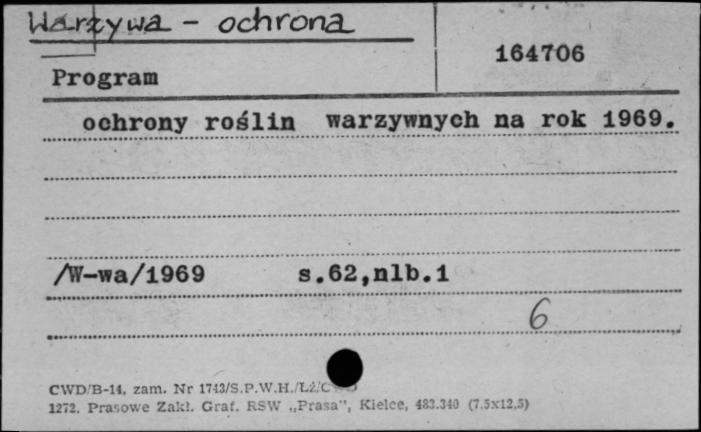 Warzywa - ochrona
164706
Program
ochrony roślin warzywnych na rok 1969.
/W-wa/1969 s.62,nlb.1
6
CWD/B-14, zam. Nr 1743/S.P.W.H./Lż/C
1272. Prasowe Zakł. Graf. RSW „Prasa", Kielce, 483.340 (7,5x12,5)